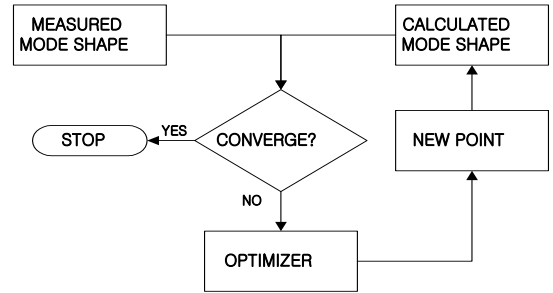 MEASURED
MODE SHAPE
CALCULATED
MODE SHAPE
STOP
YES
CONVERGE?
NEW POINT
NO
OPTIMIZER